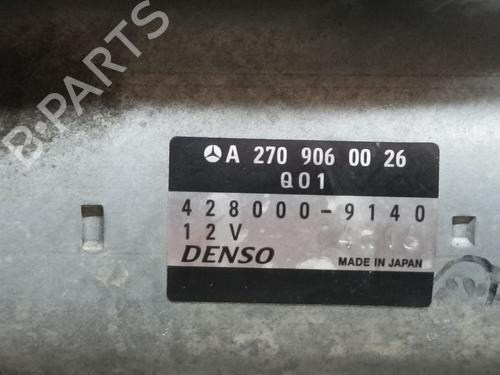 B-PARTS
A 270 906 00 26
Q01
428000-9140
12V
DENSO
MADE IN JAPAN